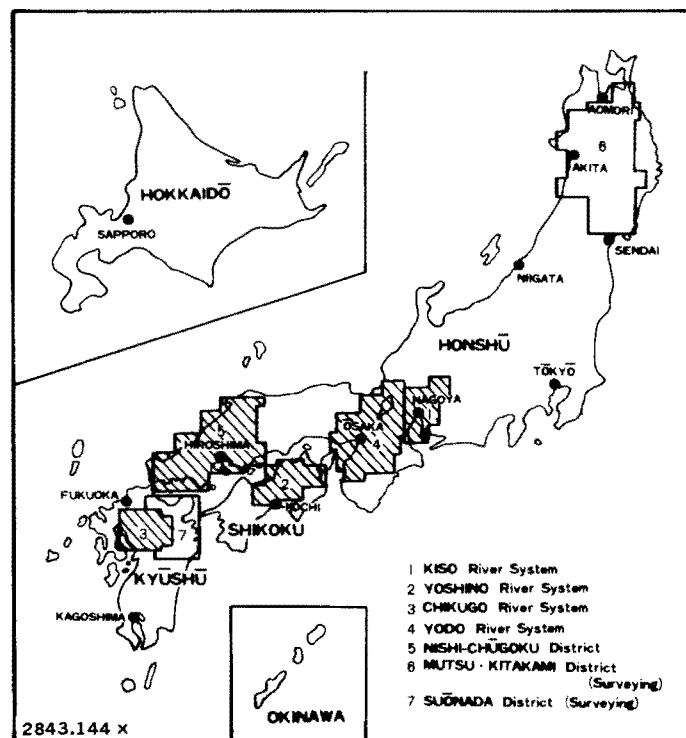 AOMORI
6
AKITA
HOKKAIDŌ
SAPPORO
SENDAI
NIIGATA
HONSHŪ
TŌKYŌ
NAGOYA
1
OSAKA
4
5
HIROSHIMA
2
KOCHI
FUKUOKA
SHIKOKU
3
7
KYŪSHŪ
KAGOSHIMA
OKINAWA
1 KISO River System
2 YOSHINO River System
3 CHIKUGO River System
4 YODO River System
5 NISHI-CHŪGOKU District
6 MUTSU · KITAKAMI District
(Surveying)
7 SUŌNADA District (Surveying)
2843.144 x